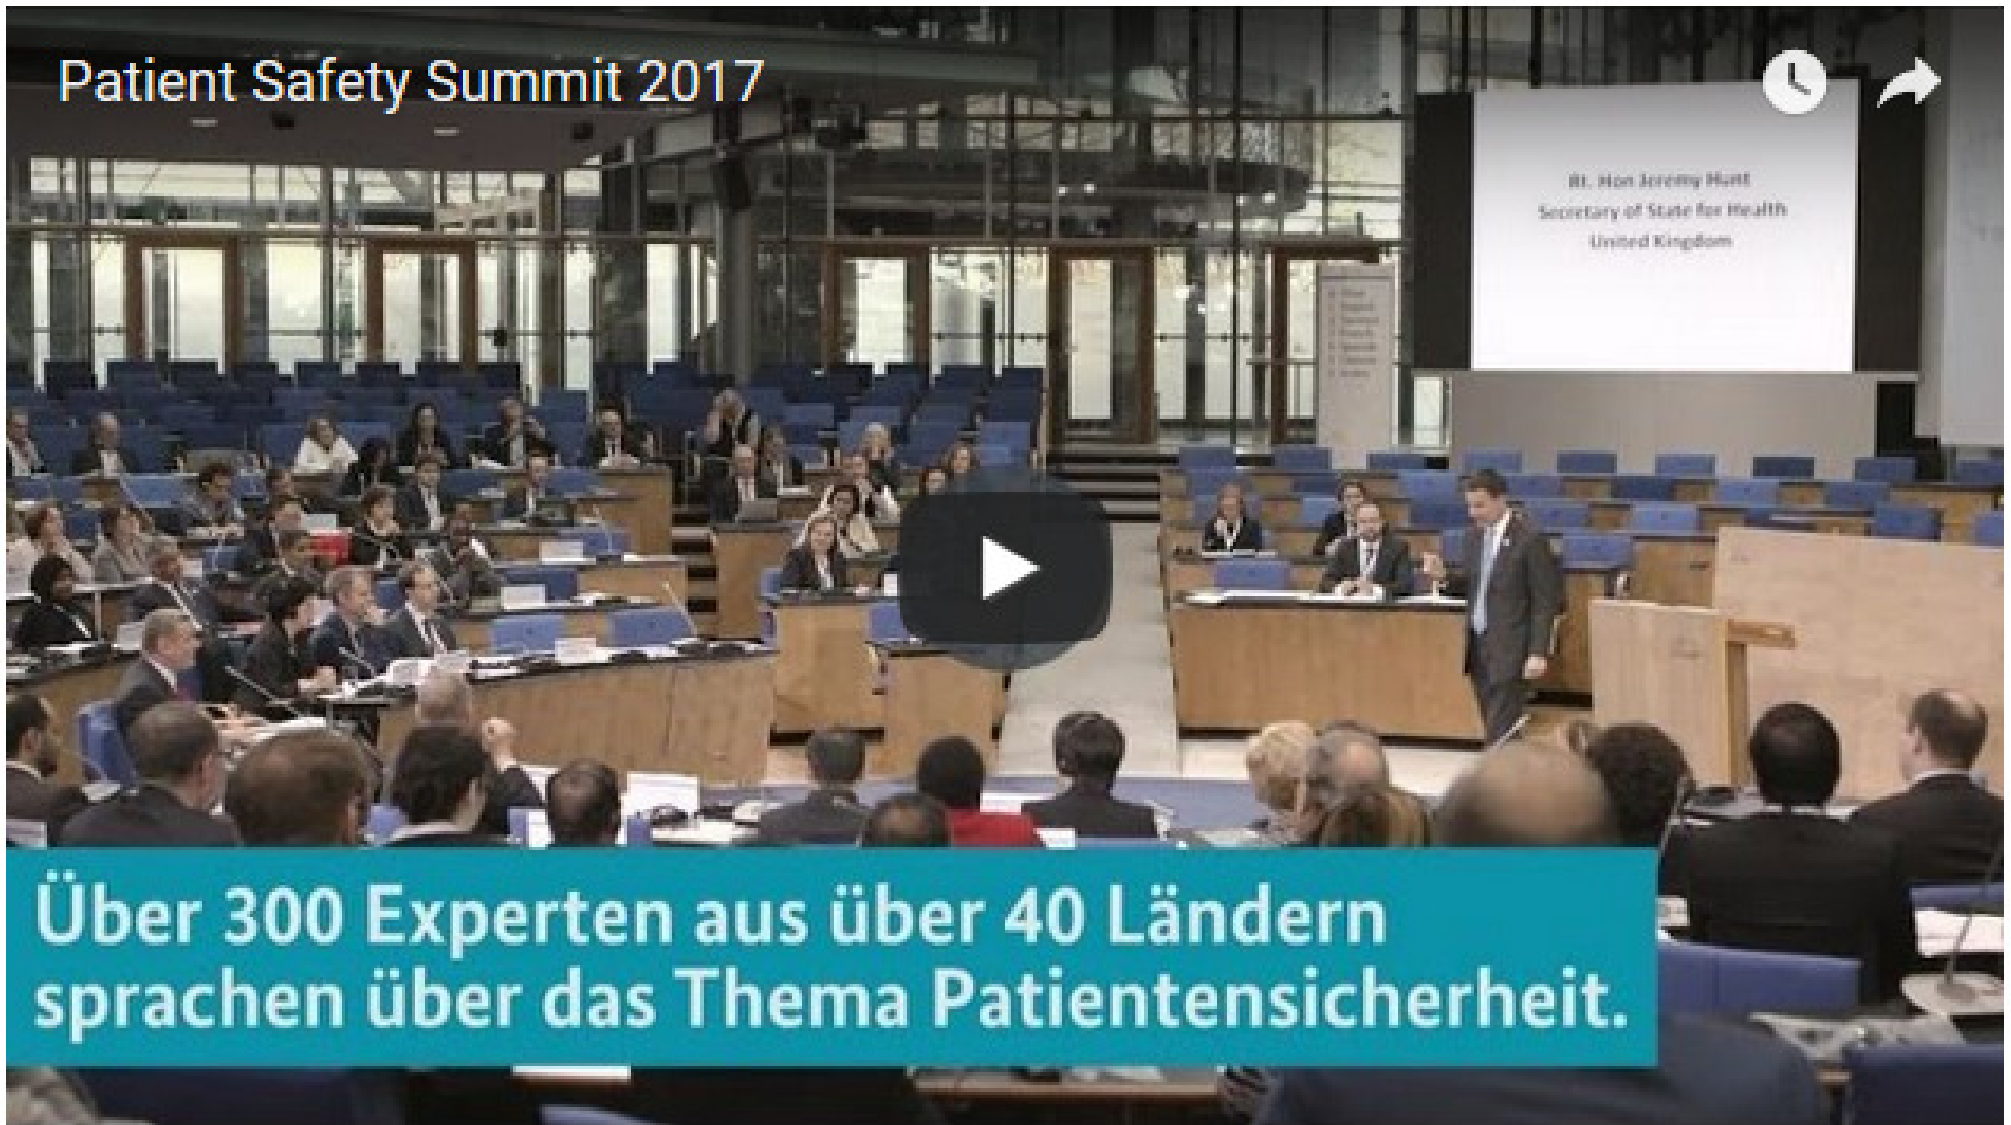 Patient Safety Summit 2017
Rt. Hon Jeremy Hunt
Secretary of State for Health
United Kingdom
Über 300 Experten aus über 40 Ländern
sprachen über das Thema Patientensicherheit.